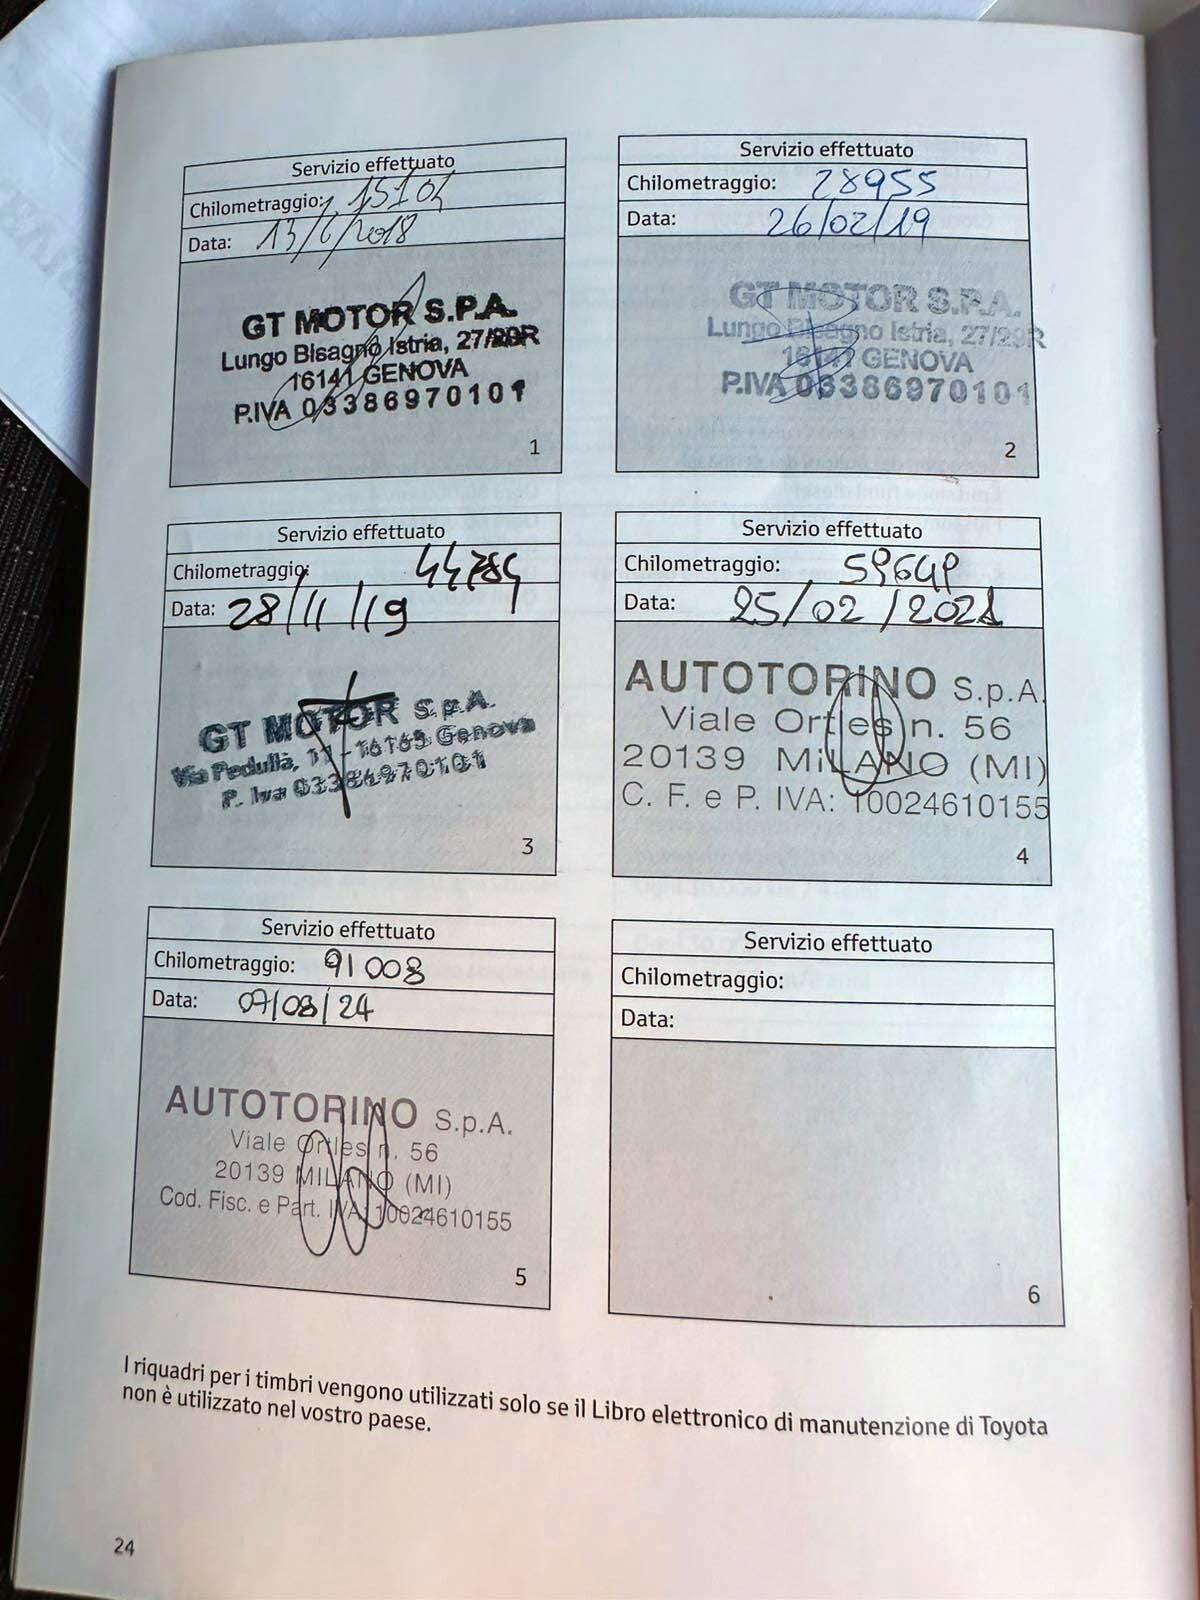 Servizio effettuato
Chilometraggio: 15104
Data: 13/6/2018
GT MOTOR S.P.A.
Lungo Bisagno Istria, 27/29R
16141 GENOVA
P.IVA 03386970101
1
Servizio effettuato
Chilometraggio: 28955
Data: 26/02/19
GT MOTOR S.P.A.
Lungo Bisagno Istria, 27/29R
16141 GENOVA
P.IVA 03386970101
2
Servizio effettuato
Chilometraggio: 44784
Data: 28/11/19
GT MOTOR S.p.A.
Via Pedullà, 11 - 16165 Genova
P. Iva 03386970101
3
Servizio effettuato
Chilometraggio:
Data: 25/02/2021
AUTOTORINO S.p.A.
Viale Ortles n. 56
20139 MILANO (MI)
C. F. e P. IVA: 10024610155
4
Servizio effettuato
Chilometraggio: 91008
Data: 07/08/24
AUTOTORINO S.p.A.
Viale Ortles n. 56
20139 MILANO (MI)
Cod. Fisc. e Part. IVA: 10024610155
5
Servizio effettuato
Chilometraggio:
Data:
6
I riquadri per i timbri vengono utilizzati solo se il Libro elettronico di manutenzione di Toyota
non è utilizzato nel vostro paese.
24